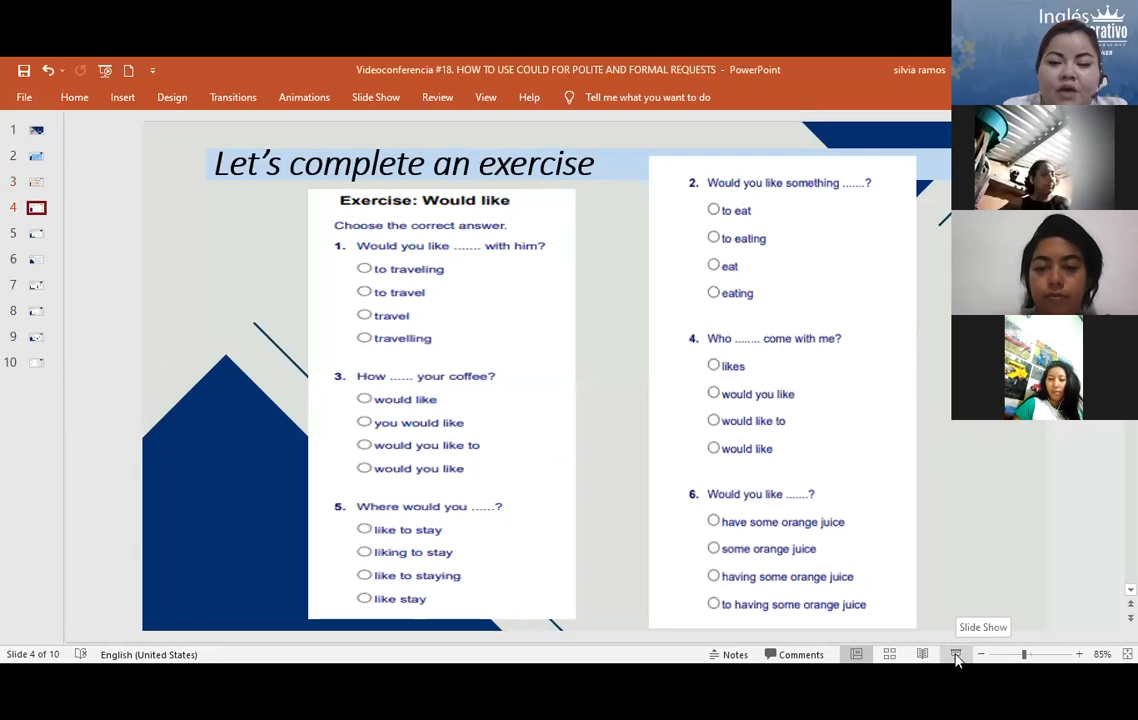 Inglés
Videoconferencia #18. HOW TO USE COULD FOR POLITE AND FORMAL REQUESTS - PowerPoint
silvia ramos
File Home Insert Design Transitions Animations Slide Show Review View Help Tell me what you want to do
1
2
3
4
5
6
7
8
9
10
Let's complete an exercise
Exercise: Would like
Choose the correct answer.
1. Would you like ....... with him?
to traveling
to travel
travel
travelling
3. How ...... your coffee?
would like
you would like
would you like to
would you like
5. Where would you ......?
like to stay
liking to stay
like to staying
like stay
2. Would you like something .......?
to eat
to eating
eat
eating
4. Who ........ come with me?
likes
would you like
would like to
would like
6. Would you like .......?
have some orange juice
some orange juice
having some orange juice
to having some orange juice
Slide Show
Slide 4 of 10 English (United States) Notes Comments 85%